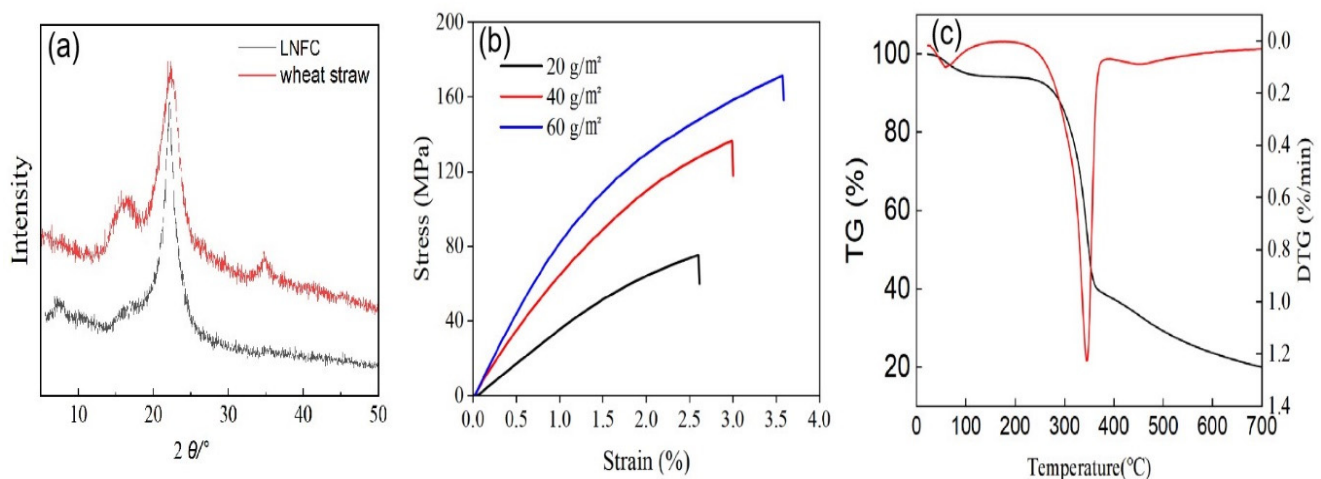 (a)
LNFC
wheat straw
Intensity
10 20 30 40 50
2 θ/°
(b)
20 g/m²
40 g/m²
60 g/m²
200
160
120
80
40
0
Stress (MPa)
0.0 0.5 1.0 1.5 2.0 2.5 3.0 3.5 4.0
Strain (%)
(c)
100
80
60
40
20
TG (%)
0.0
0.2
0.4
0.6
0.8
1.0
1.2
1.4
DTG (%/min)
0 100 200 300 400 500 600 700
Temperature(℃)